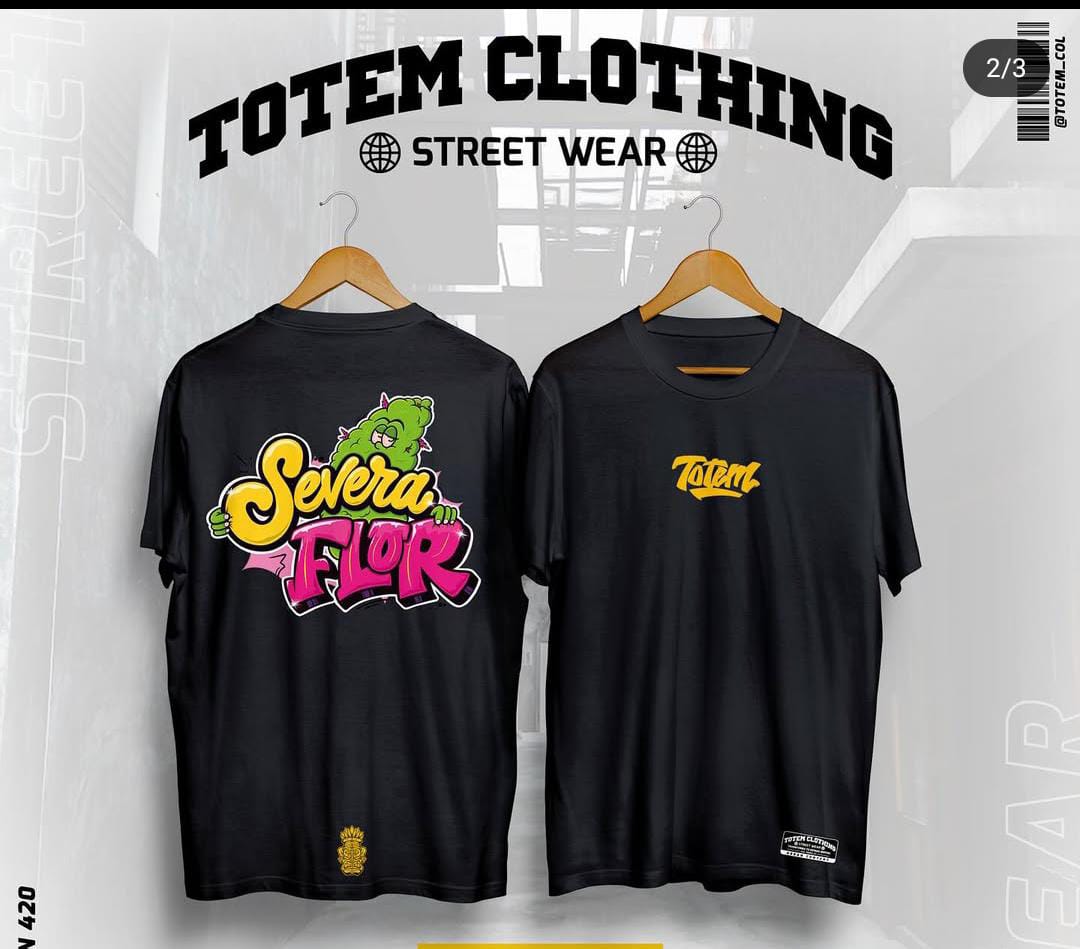 TOTEM CLOTHING
STREET WEAR
2/3
@TOTEM_COL
STREET
Severa
FLOR
Totem
TOTEM CLOTHING
STREET WEAR
EAR
N 420